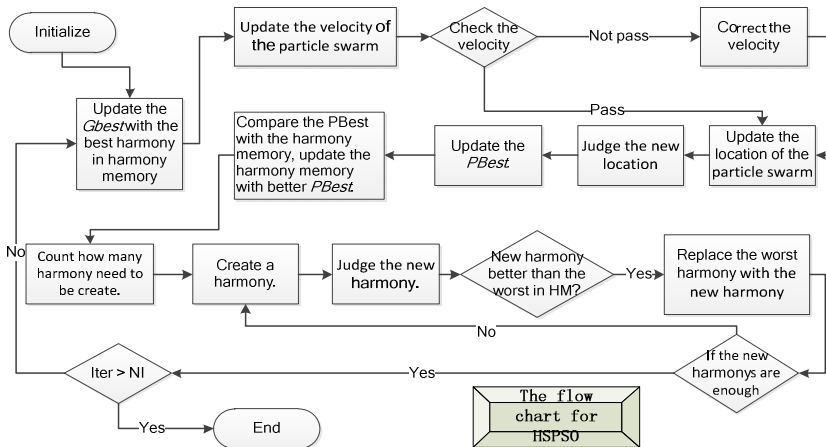 Initialize
Update the velocity of
the particle swarm
Check the
velocity
Not pass
Correct the
velocity
Pass
Update the
Gbest with the
best harmony
in harmony
memory
Compare the PBest
with the harmony
memory, update the
harmony memory
with better PBest.
Update the
PBest.
Judge the new
location
Update the
location of the
particle swarm
No
Count how many
harmony need to
be create.
Create a
harmony.
Judge the new
harmony.
New harmony
better than the
worst in HM?
Yes
Replace the worst
harmony with the
new harmony
No
If the new
harmonys are
enough
Yes
Iter > NI
Yes
End
The flow
chart for
HSPSO